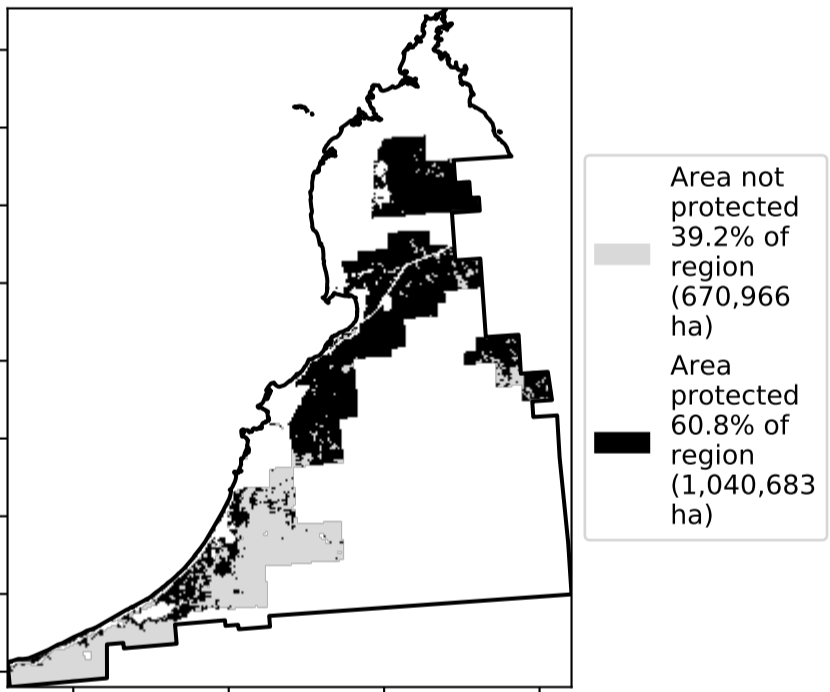 Area not
protected
39.2% of
region
(670,966
ha)
Area
protected
60.8% of
region
(1,040,683
ha)